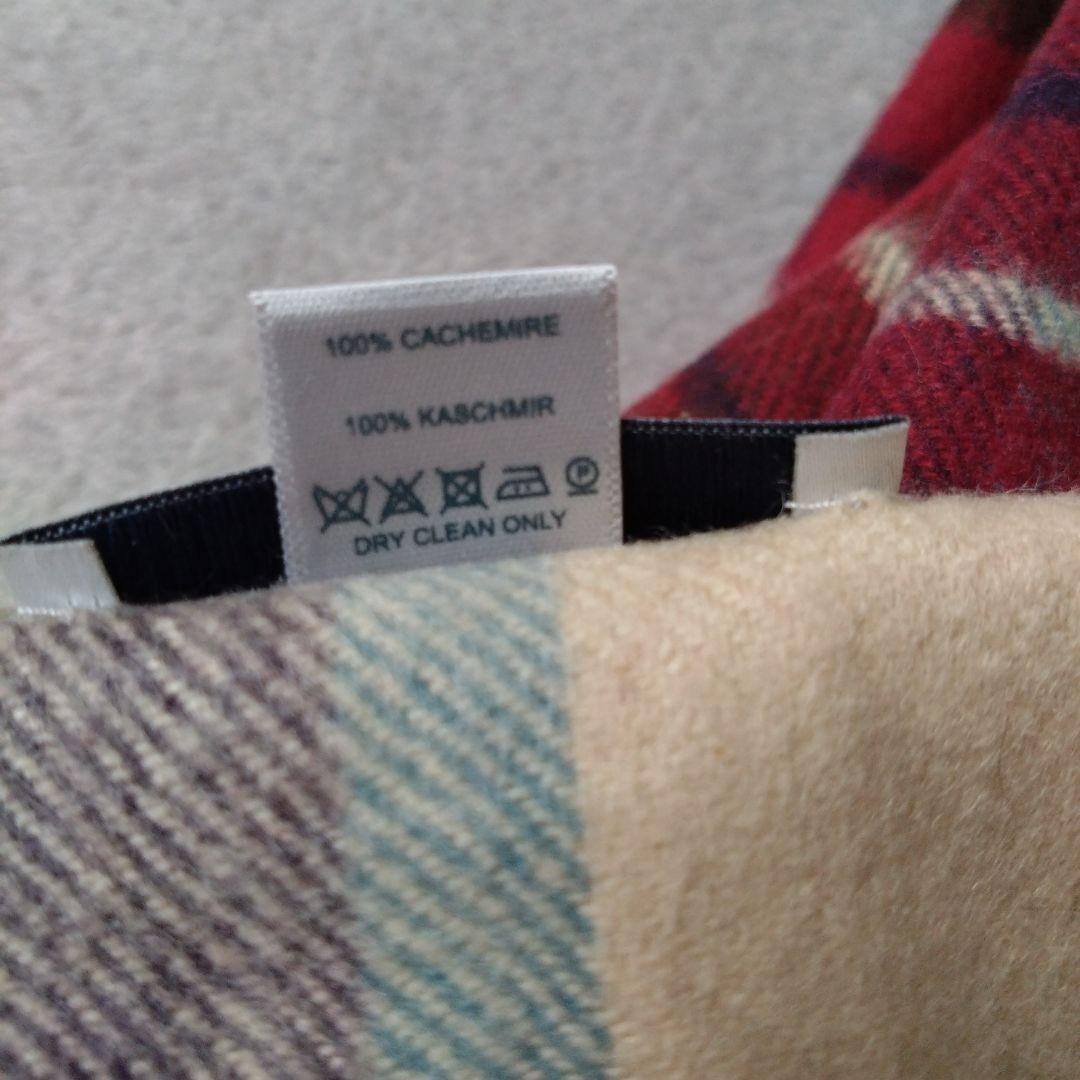 100% CACHEMIRE
100% KASCHMIR
P
DRY CLEAN ONLY